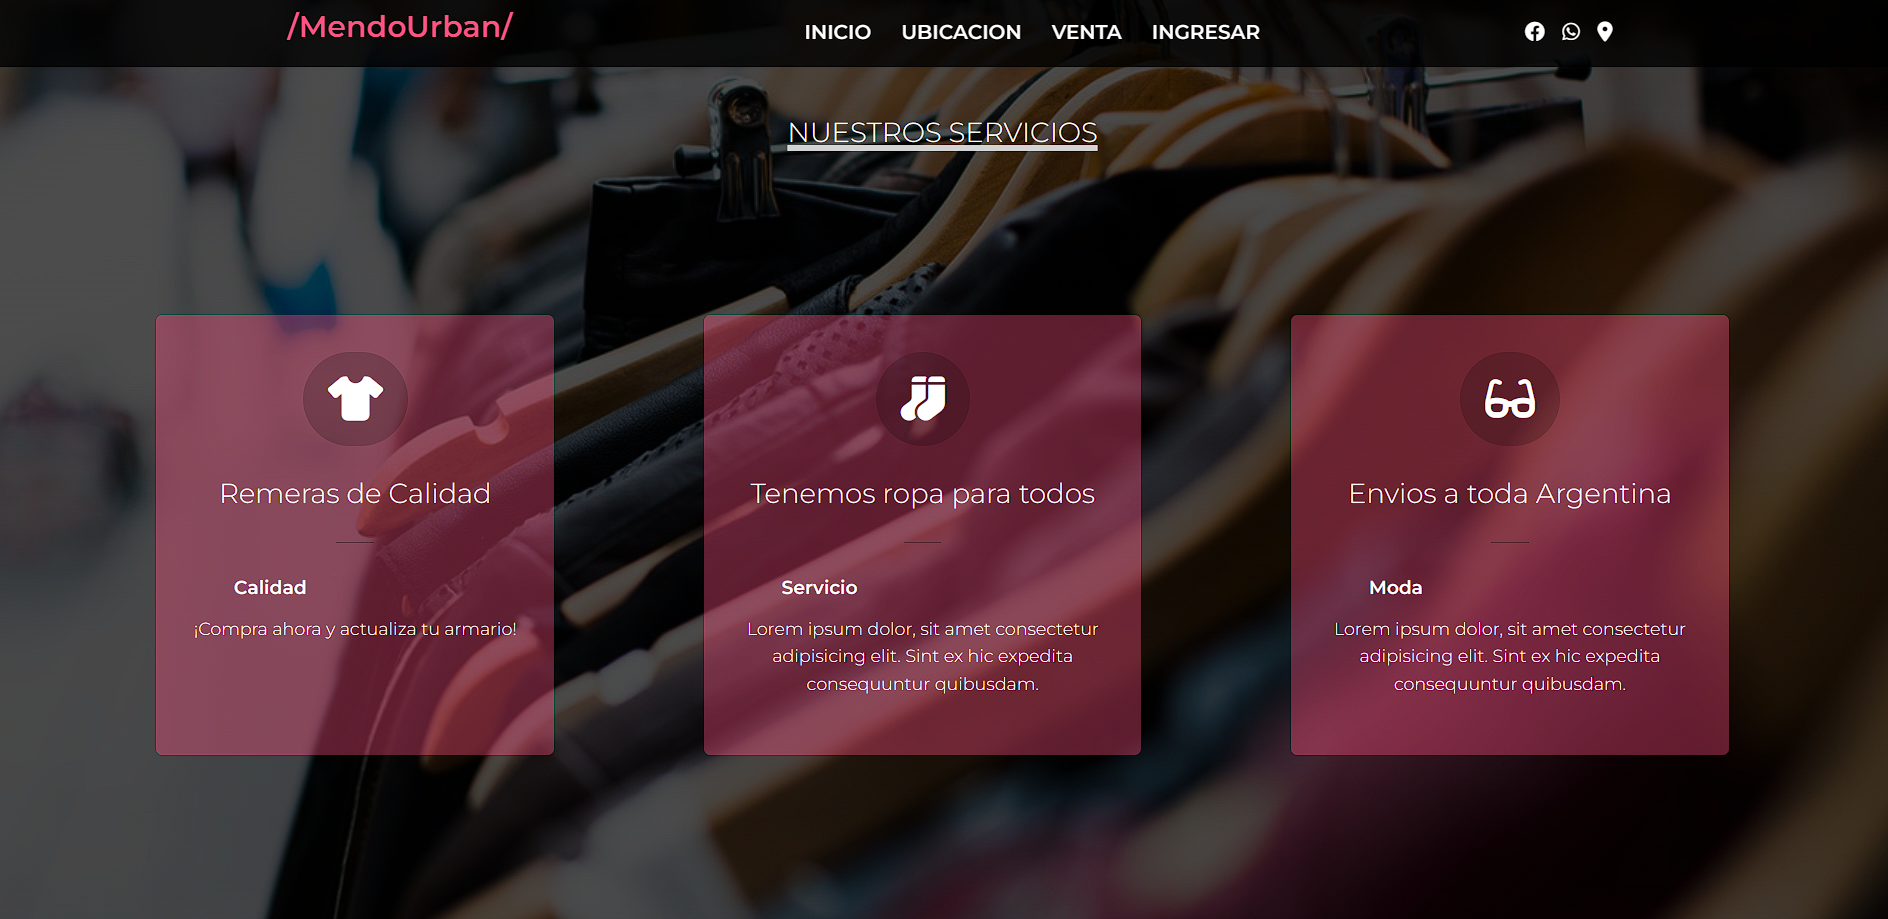 /MendoUrban/
INICIO UBICACION VENTA INGRESAR
NUESTROS SERVICIOS
Remeras de Calidad
Calidad
¡Compra ahora y actualiza tu armario!
Tenemos ropa para todos
Servicio
Lorem ipsum dolor, sit amet consectetur
adipisicing elit. Sint ex hic expedita
consequuntur quibusdam.
Envios a toda Argentina
Moda
Lorem ipsum dolor, sit amet consectetur
adipisicing elit. Sint ex hic expedita
consequuntur quibusdam.